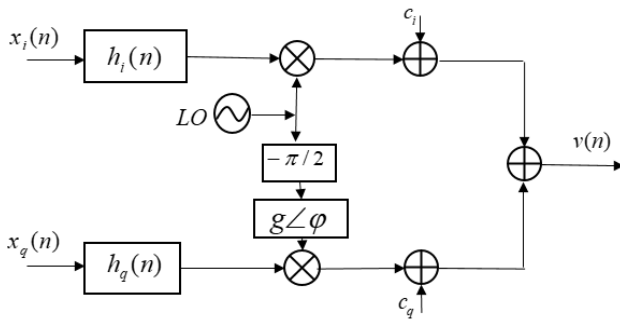 x_i(n)
h_i(n)
c_i
LO
−π/2
v(n)
g∠φ
x_q(n)
h_q(n)
c_q